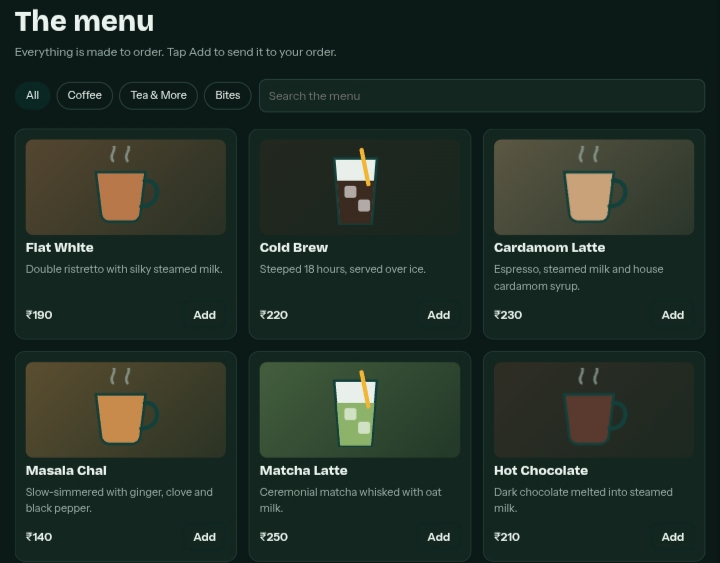 The menu
Everything is made to order. Tap Add to send it to your order.
All
Coffee
Tea & More
Bites
Search the menu
Flat White
Double ristretto with silky steamed milk.
₹190
Add
Cold Brew
Steeped 18 hours, served over ice.
₹220
Add
Cardamom Latte
Espresso, steamed milk and house
cardamom syrup.
₹230
Add
Masala Chai
Slow-simmered with ginger, clove and
black pepper.
₹140
Add
Matcha Latte
Ceremonial matcha whisked with oat
milk.
₹250
Add
Hot Chocolate
Dark chocolate melted into steamed
milk.
₹210
Add